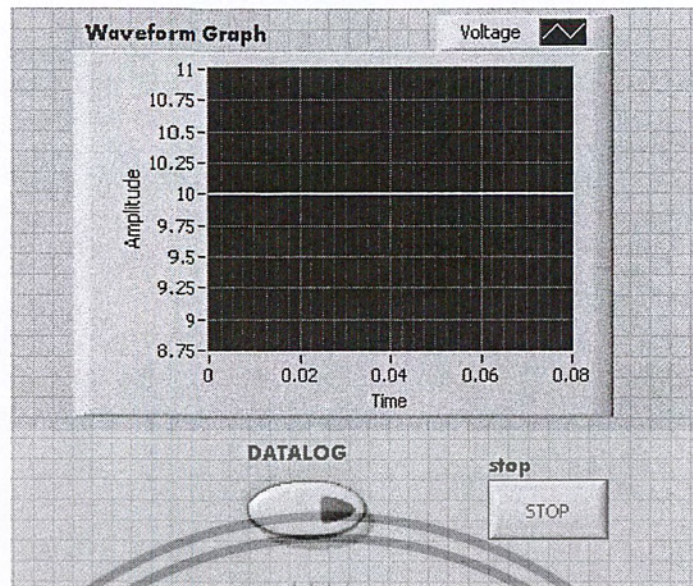 Waveform Graph
Voltage
Amplitude
11
10.75
10.5
10.25
10
9.75
9.5
9.25
9
8.75
0 0.02 0.04 0.06 0.08
Time
DATALOG
stop
STOP